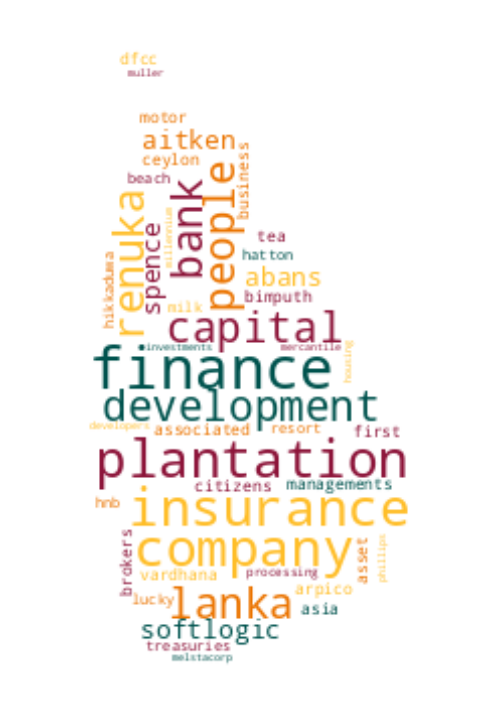 dfcc
muller
motor
aitken
ceylon
beach
business
people
bank
renuka
spence
millennium
hikkaduwa
tea
hatton
abans
bimputh
milk
capital
investments
mercantile
housing
finance
development
developers
associated
resort
first
plantation
citizens
managements
hnb
insurance
company
brokers
asset
phillips
vardhana
processing
arpico
lucky
lanka
asia
softlogic
treasuries
melstacorp